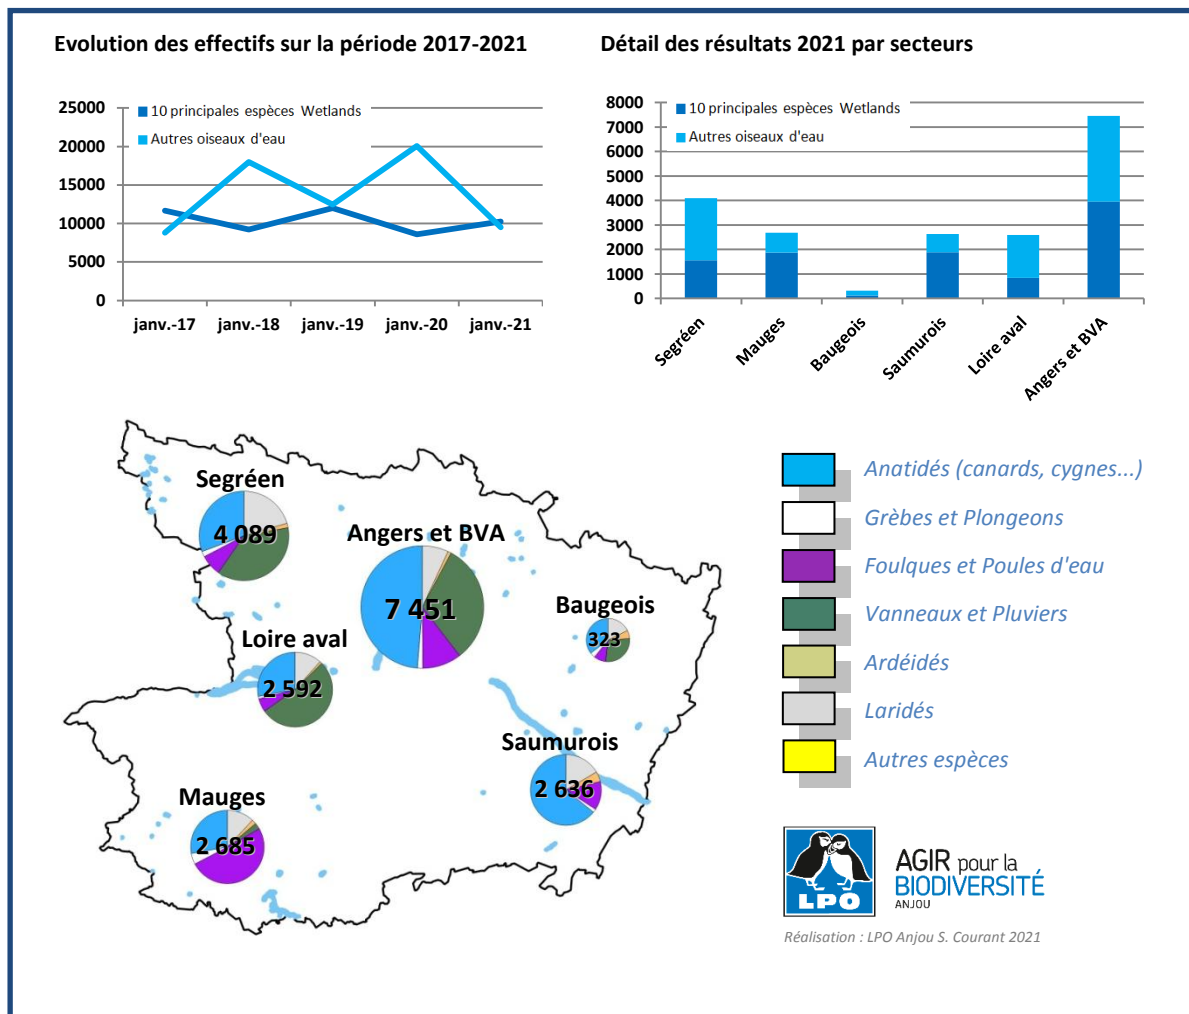 Evolution des effectifs sur la période 2017-2021
25000
20000
15000
10000
5000
0
10 principales espèces Wetlands
Autres oiseaux d'eau
janv.-17 janv.-18 janv.-19 janv.-20 janv.-21
Détail des résultats 2021 par secteurs
8000
7000
6000
5000
4000
3000
2000
1000
0
10 principales espèces Wetlands
Autres oiseaux d'eau
Segréen
Mauges
Baugeois
Saumurois
Loire aval
Angers et BVA
Segréen
4 089
Angers et BVA
7 451
Baugeois
323
Loire aval
2 592
Saumurois
2 636
Mauges
2 685
Anatidés (canards, cygnes...)
Grèbes et Plongeons
Foulques et Poules d'eau
Vanneaux et Pluviers
Ardéidés
Laridés
Autres espèces
LPO
AGIR pour la
BIODIVERSITÉ
ANJOU
Réalisation : LPO Anjou S. Courant 2021